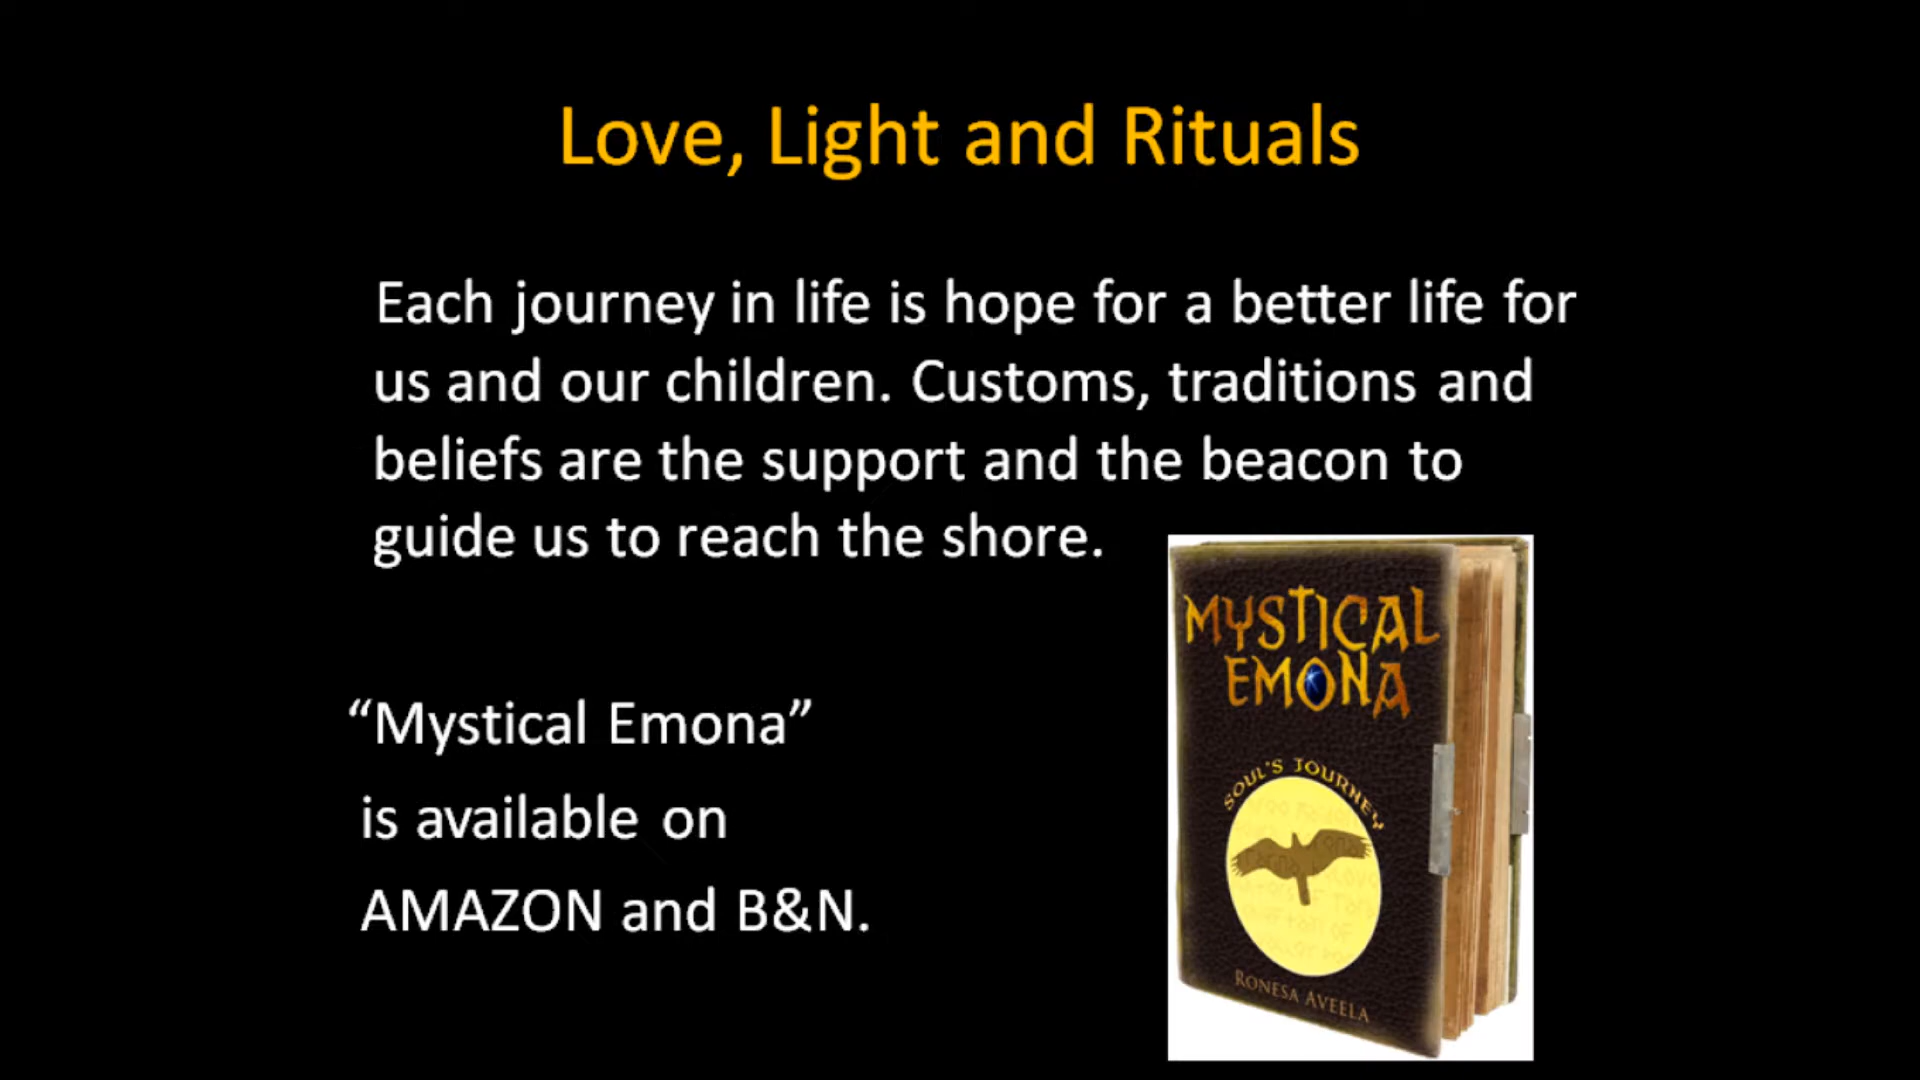 Love, Light and Rituals
Each journey in life is hope for a better life for
us and our children. Customs, traditions and
beliefs are the support and the beacon to
guide us to reach the shore.
“Mystical Emona”
is available on
AMAZON and B&N.
MYSTICAL
EMONA
SOUL'S JOURNEY
RONESA AVEELA